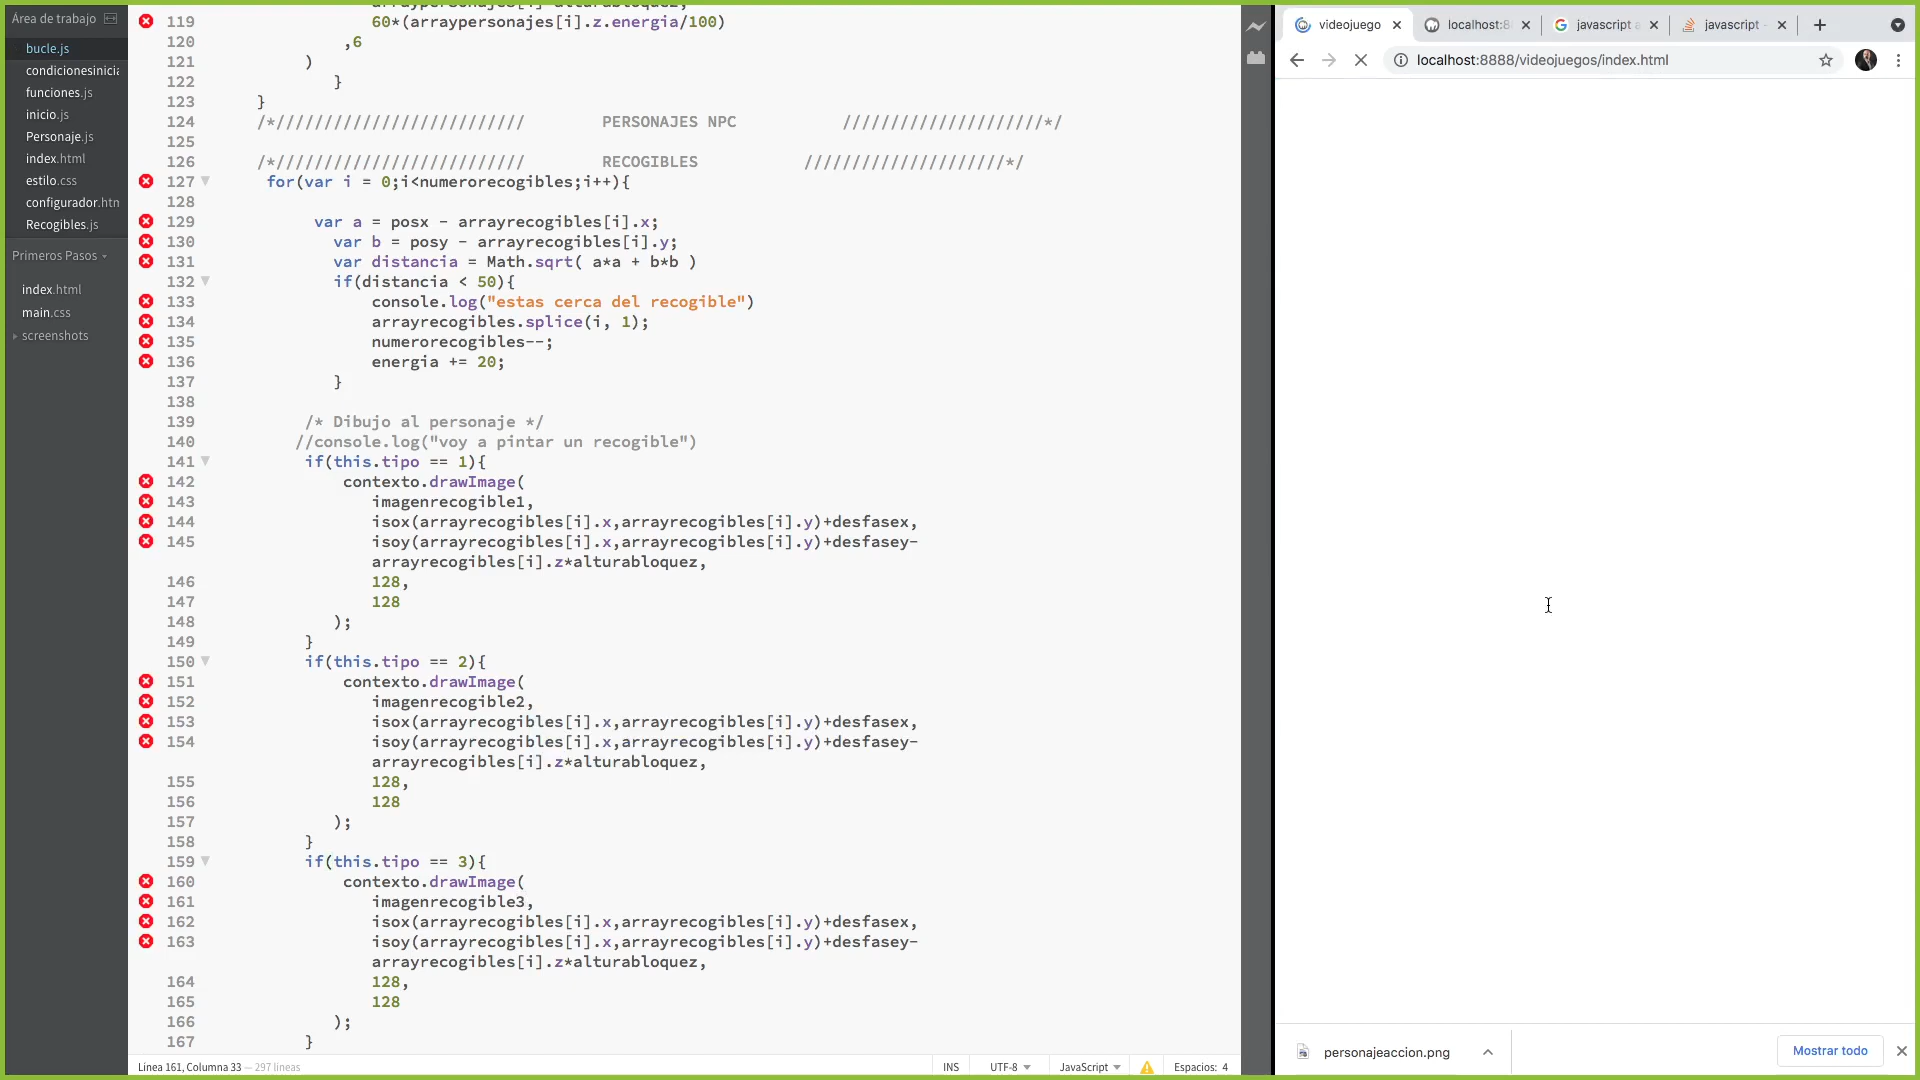 Área de trabajo
bucle.js
condicionesinicia
funciones.js
inicio.js
Personaje.js
index.html
estilo.css
configurador.htn
Recogibles.js
Primeros Pasos
index.html
main.css
screenshots
119 60*(arraypersonajes[i].z.energia/100)
120 ,6
121 )
122 }
123 }
124 /*////////////////////////// PERSONAJES NPC /////////////////////*/
125
126 /*////////////////////////// RECOGIBLES /////////////////////*/
127 for(var i = 0;i<numerorecogibles;i++){
128
129 var a = posx - arrayrecogibles[i].x;
130 var b = posy - arrayrecogibles[i].y;
131 var distancia = Math.sqrt( a*a + b*b )
132 if(distancia < 50){
133 console.log("estas cerca del recogible")
134 arrayrecogibles.splice(i, 1);
135 numerorecogibles--;
136 energia += 20;
137 }
138
139 /* Dibujo al personaje */
140 //console.log("voy a pintar un recogible")
141 if(this.tipo == 1){
142 contexto.drawImage(
143 imagenrecogible1,
144 isox(arrayrecogibles[i].x,arrayrecogibles[i].y)+desfasex,
145 isoy(arrayrecogibles[i].x,arrayrecogibles[i].y)+desfasey-
arrayrecogibles[i].z*alturabloquez,
146 128,
147 128
148 );
149 }
150 if(this.tipo == 2){
151 contexto.drawImage(
152 imagenrecogible2,
153 isox(arrayrecogibles[i].x,arrayrecogibles[i].y)+desfasex,
154 isoy(arrayrecogibles[i].x,arrayrecogibles[i].y)+desfasey-
arrayrecogibles[i].z*alturabloquez,
155 128,
156 128
157 );
158 }
159 if(this.tipo == 3){
160 contexto.drawImage(
161 imagenrecogible3,
162 isox(arrayrecogibles[i].x,arrayrecogibles[i].y)+desfasex,
163 isoy(arrayrecogibles[i].x,arrayrecogibles[i].y)+desfasey-
arrayrecogibles[i].z*alturabloquez,
164 128,
165 128
166 );
167 }
Línea 161, Columna 33 — 297 líneas
INS UTF-8 JavaScript Espacios: 4
videojuego localhost:8 javascript a javascript -
localhost:8888/videojuegos/index.html
personajeaccion.png
Mostrar todo